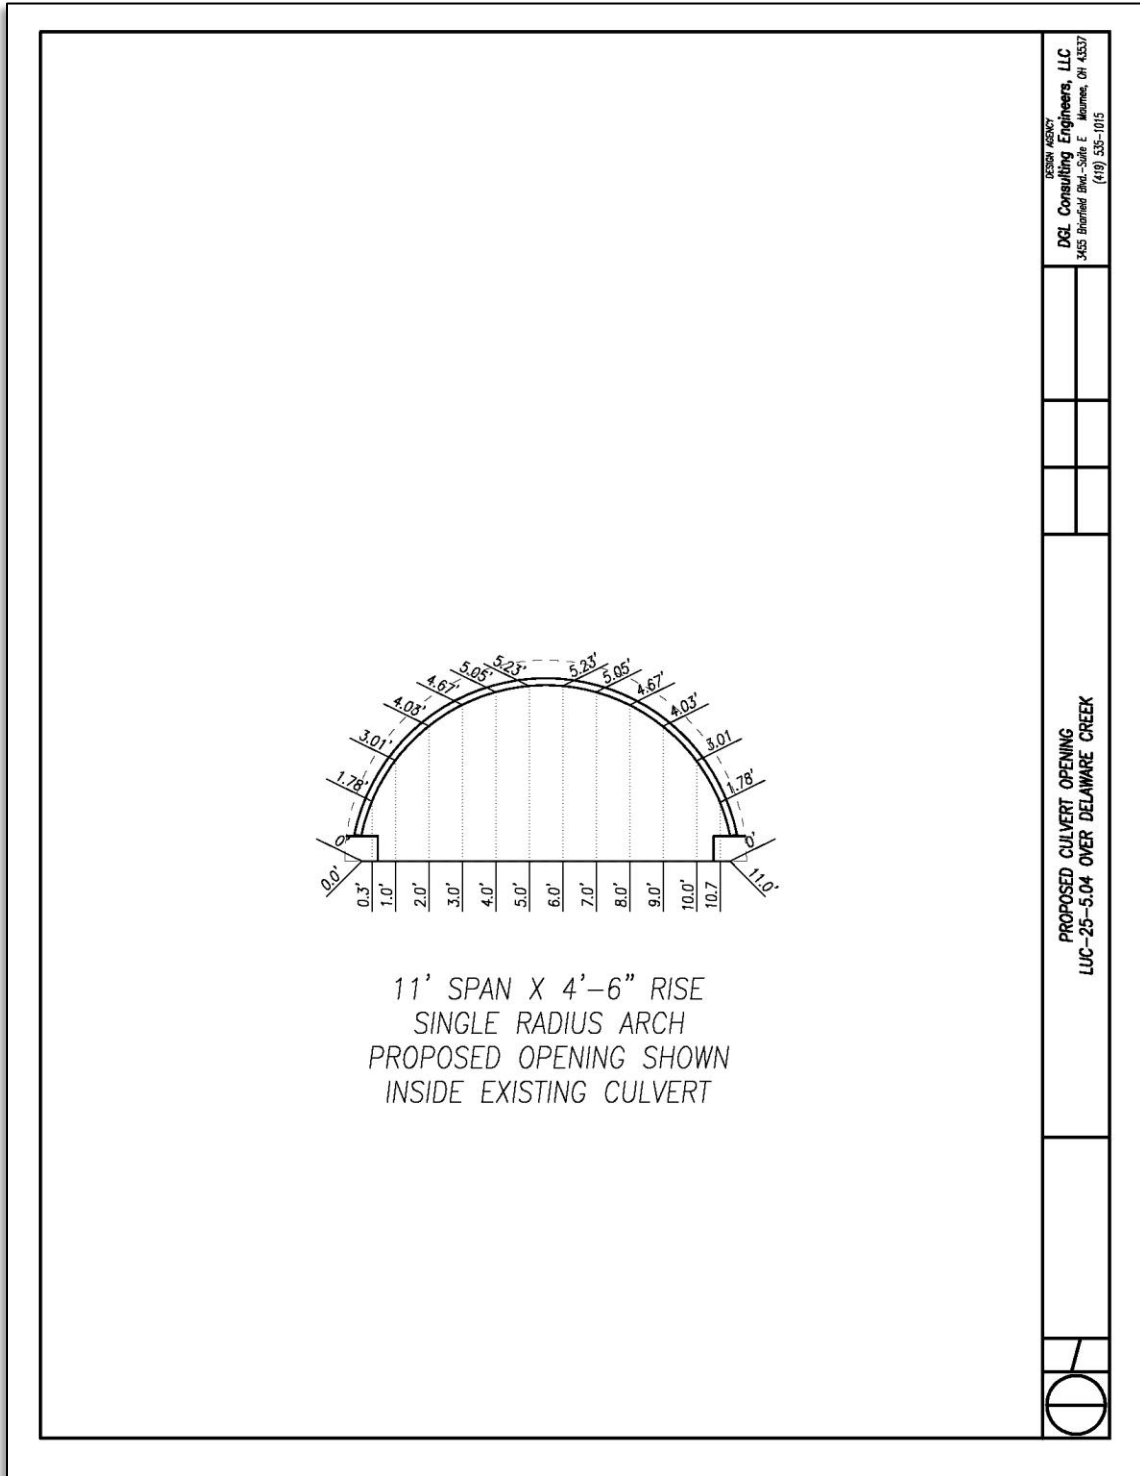 DESIGN AGENCY
DGL Consulting Engineers, LLC
3455 Briarfield Blvd.-Suite E Maumee, OH 43537
(419) 535-1015
5.23' 5.23'
5.05' 5.05'
4.67' 4.67'
4.03' 4.03'
3.01' 3.01
1.78' 1.78'
0' 0'
0.0' 0.3' 1.0' 2.0' 3.0' 4.0' 5.0' 6.0' 7.0' 8.0' 9.0' 10.0' 10.7 11.0'
11' SPAN X 4'-6" RISE
SINGLE RADIUS ARCH
PROPOSED OPENING SHOWN
INSIDE EXISTING CULVERT
PROPOSED CULVERT OPENING
LUC-25-5.04 OVER DELAWARE CREEK